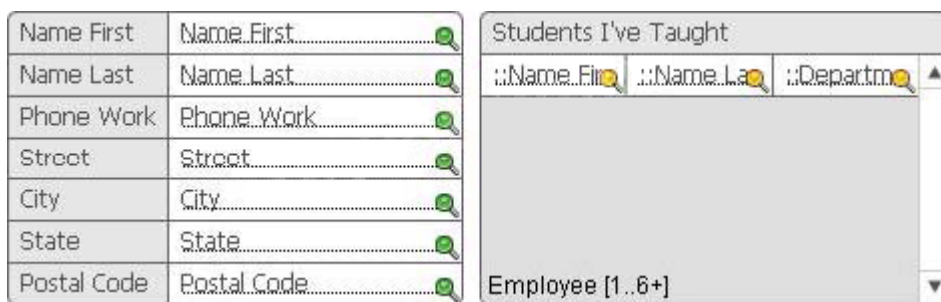 Name First Name First
Name Last Name Last
Phone Work Phone Work
Street Street
City City
State State
Postal Code Postal Code
Students I've Taught
::Name Fir ::Name La ::Departme
Employee [1..6+]